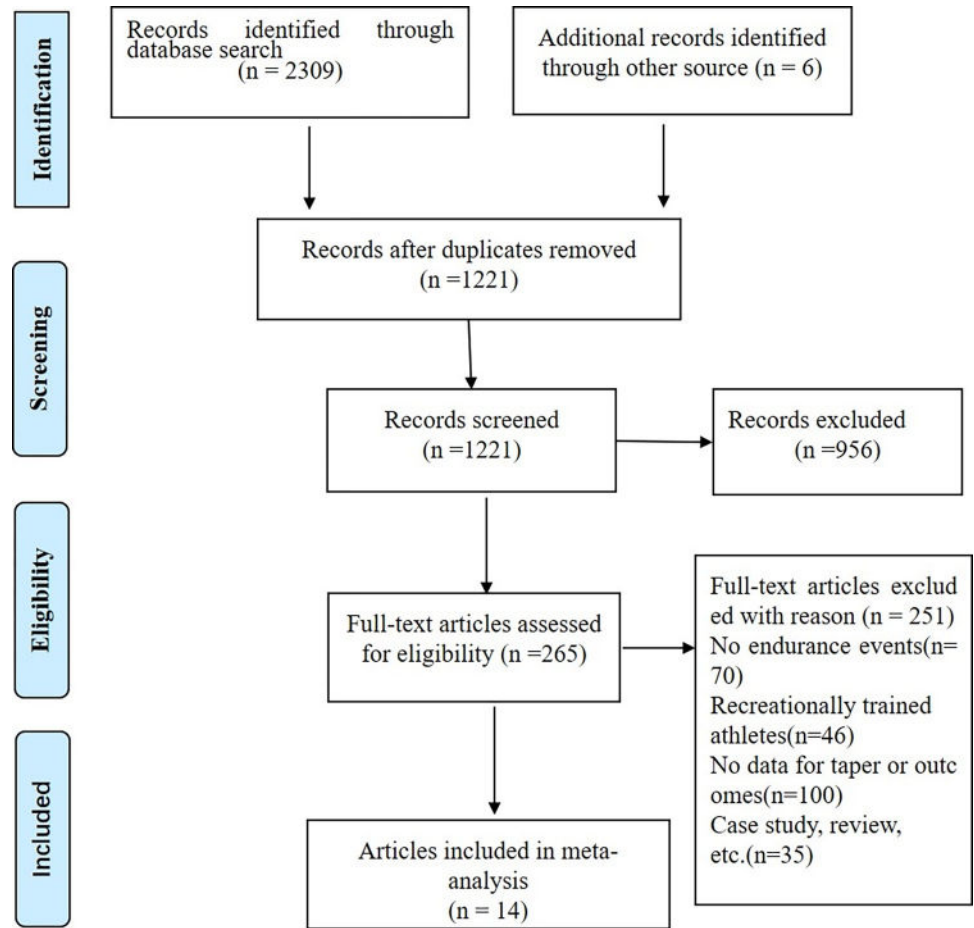 Identification
Records identified through
database search
(n = 2309)
Additional records identified
through other source (n = 6)
Records after duplicates removed
(n =1221)
Screening
Records screened
(n =1221)
Records excluded
(n =956)
Eligibility
Full-text articles assessed
for eligibility (n =265)
Full-text articles exclud
ed with reason (n = 251)
No endurance events(n=
70)
Recreationally trained
athletes(n=46)
No data for taper or outc
omes(n=100)
Case study, review,
etc.(n=35)
Included
Articles included in meta-
analysis
(n = 14)